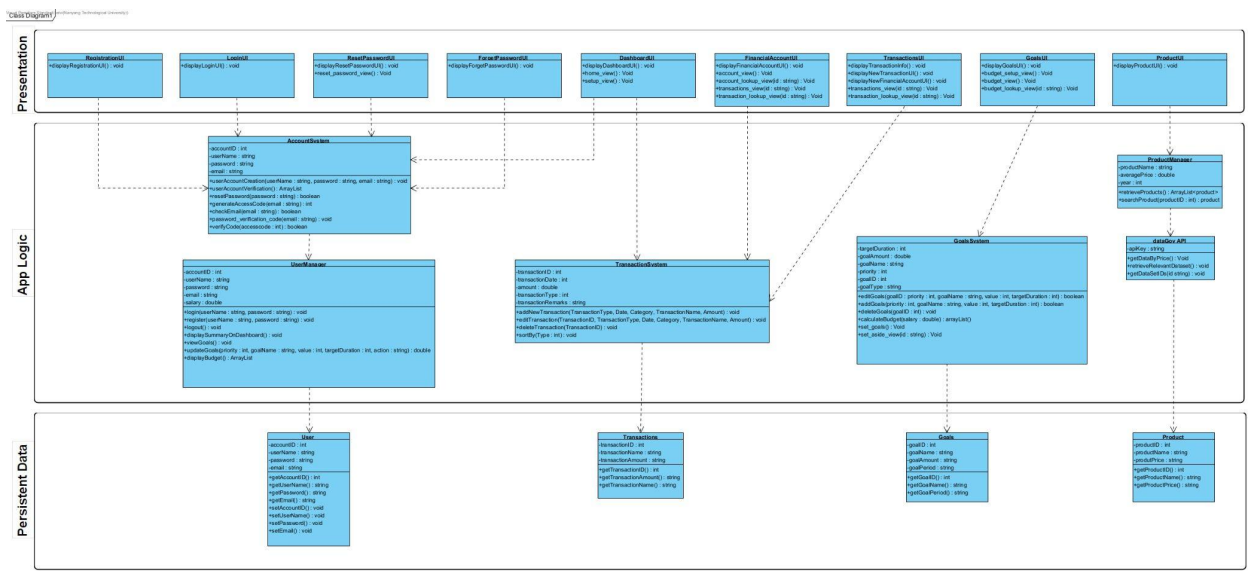 Class Diagram1
Presentation
RegistrationUI
+displayRegistrationUI() : void
LoginUI
+displayLoginUI() : void
ResetPasswordUI
+displayResetPasswordUI() : void
+reset_password_view() : Void
ForgetPasswordUI
+displayForgetPasswordUI() : void
DashboardUI
+displayDashboardUI() : void
+home_view() : Void
+setup_view() : Void
FinancialAccountUI
+displayFinancialAccountUI() : void
+account_view() : Void
+account_lookup_view(id : string) : Void
+transactions_view(id : string) : Void
+transaction_lookup_view(id : string) : Void
TransactionsUI
+displayTransactionInfo() : void
+displayNewTransactionUI() : void
+displayNewFinancialAccountUI() : void
+transactions_view(id : string) : Void
+transaction_lookup_view(id : string) : Void
GoalsUI
+displayGoalsUI() : void
+budget_setup_view() : Void
+budget_view() : Void
+budget_lookup_view(id : string) : Void
ProductUI
+displayProductUI() : void
App Logic
AccountSystem
-accountID : int
-userName : string
-password : string
-email : string
+userAccountCreation(userName : string, password : string, email : string) : void
+userAccountVerification() : ArrayList
+resetPassword(password : string) : boolean
+generateAccessCode(email : string) : int
+checkEmail(email : string) : boolean
+password_verification_code(email : string) : void
+verifyCode(accesscode : int) : boolean
ProductManager
-productName : string
-averagePrice : double
-year : int
+retrieveProducts() : ArrayList<product>
+searchProduct(productID : int) : product
UserManager
-accountID : int
-userName : string
-password : string
-email : string
-salary : double
+login(userName : string, password : string) : void
+register(userName : string, password : string) : void
+logout() : void
+displaySummaryOnDashboard() : void
+viewGoals() : void
+updateGoals(priority : int, goalName : string, value : int, targetDuration : int, action : string) : double
+displayBudget() : ArrayList
TransactionSystem
-transactionID : int
-transactionDate : int
-amount : double
-transactionType : int
-transactionRemarks : string
+addNewTransaction(TransactionType, Date, Category, TransactionName, Amount) : void
+editTransaction(TransactionID, TransactionType, Date, Category, TransactionName, Amount) : void
+deleteTransaction(TransactionID) : void
+sortBy(Type : int) : void
GoalsSystem
-targetDuration : int
-goalAmount : double
-goalName : string
-priority : int
-goalID : int
-goalType : string
+editGoals(goalID : priority : int, goalName : string, value : int, targetDuration : int) : boolean
+addGoals(priority : int, goalName : string, value : int, targetDuration : int) : boolean
+deleteGoals(goalID : int) : void
+calculateBudget(salary : double) : arrayList()
+set_goals() : Void
+set_aside_view(id : string) : Void
dataGov API
-apiKey : string
+getDataByPrice() : Void
+retrieveRelevantDataset() : void
+getDataSetIDs(id string) : void
Persistent Data
User
-accountID : int
-userName : string
-password : string
-email : string
+getAccountID() : int
+getUserName() : string
+getPassword() : string
+getEmail() : string
+setAccountID() : void
+setUserName() : void
+setPassword() : void
+setEmail() : void
Transactions
-transactionID : int
-transactionName : string
-transactionAmount : string
+getTransactionID() : int
+getTransactionAmount() : string
+getTransactionName() : string
Goals
-goalID : int
-goalName : string
-goalAmount : string
-goalPeriod : string
+getGoalID() : int
+getGoalName() : string
+getGoalPeriod() : string
Product
-productID : int
-productName : string
-produtPrice : string
+getProductID() : int
+getProductName() : string
+getProductPrice() : string